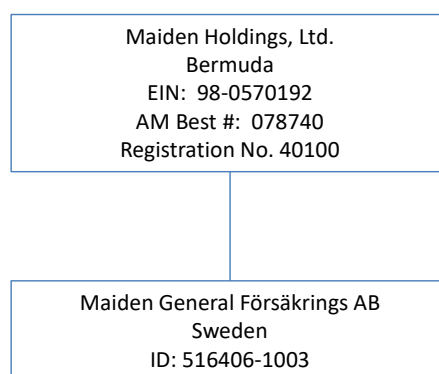 Maiden Holdings, Ltd.
Bermuda
EIN:  98-0570192
AM Best #:  078740
Registration No. 40100
Maiden General Försäkrings AB
Sweden
ID: 516406-1003